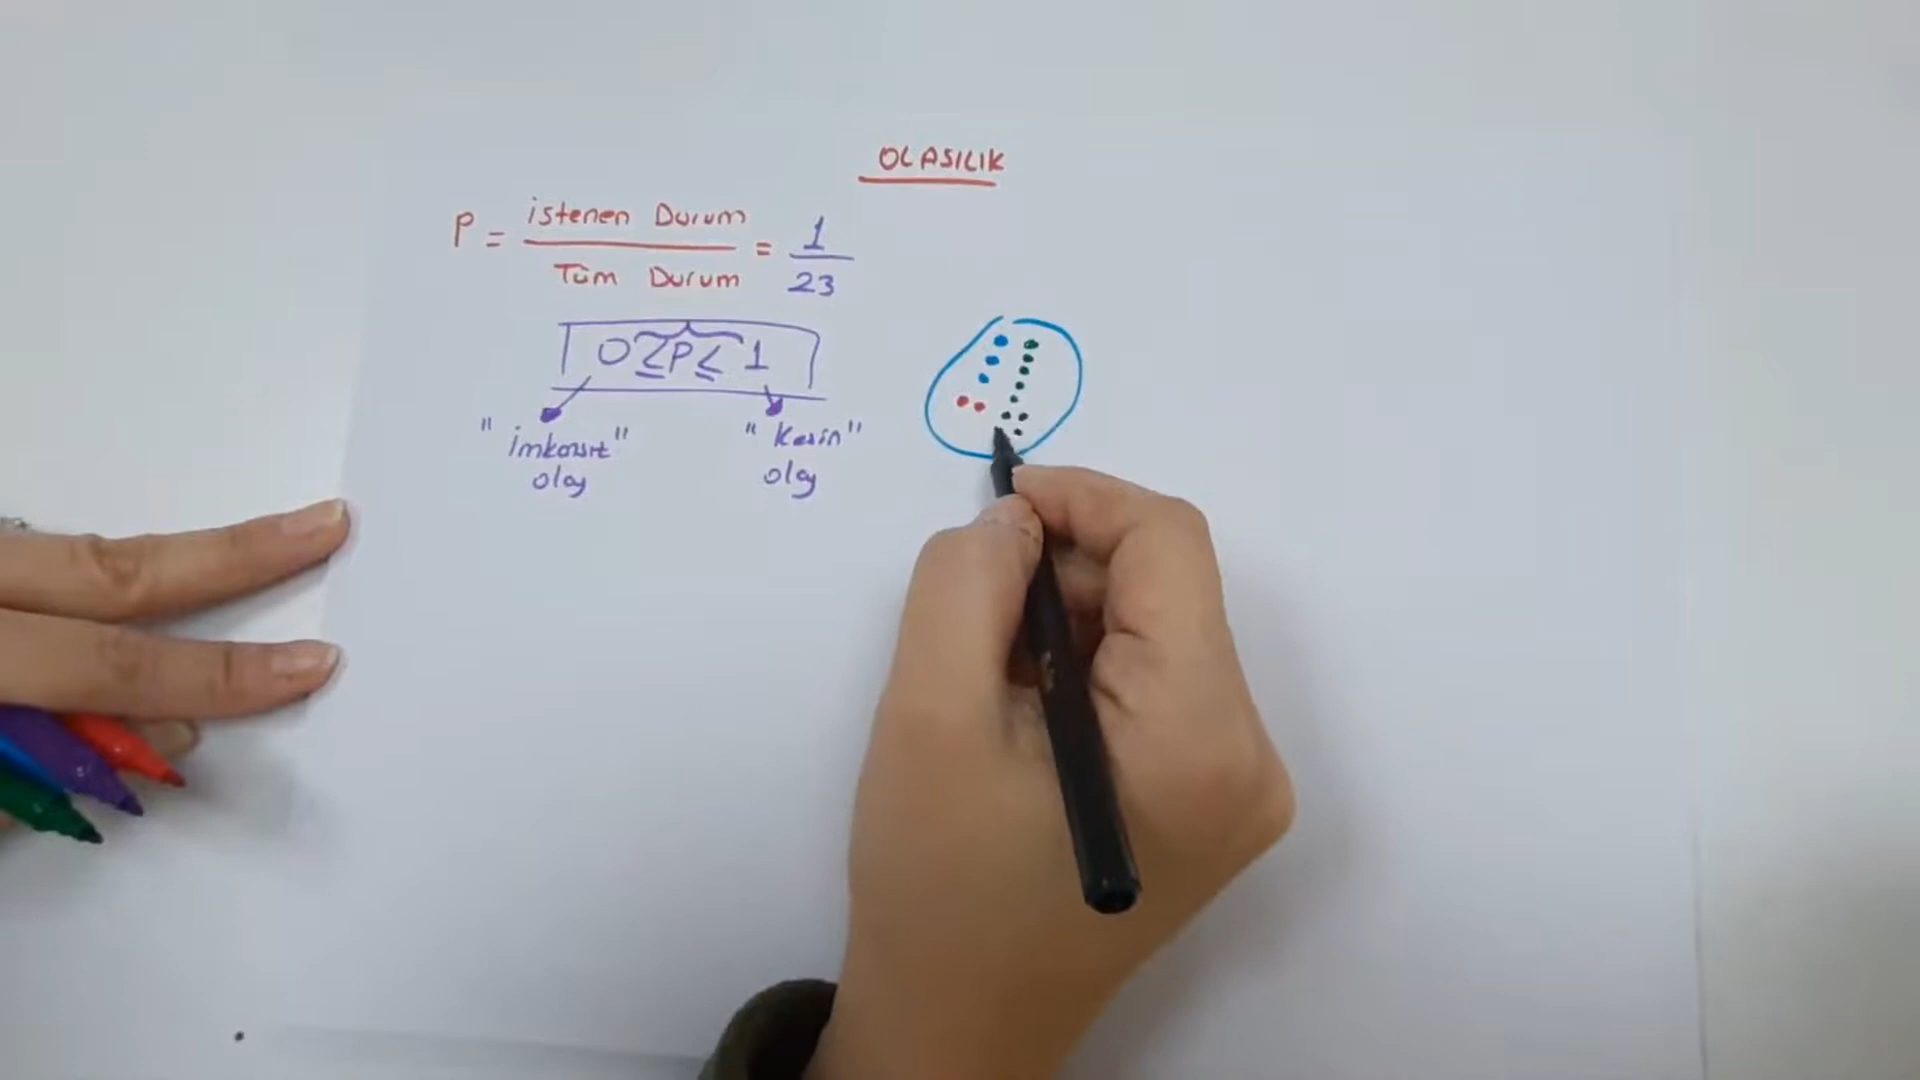 OLASILIK
P = istenen Durum / Tüm Durum = 1 / 23
0 ≤ P ≤ 1
"imkansız" olay
"Kesin" olay